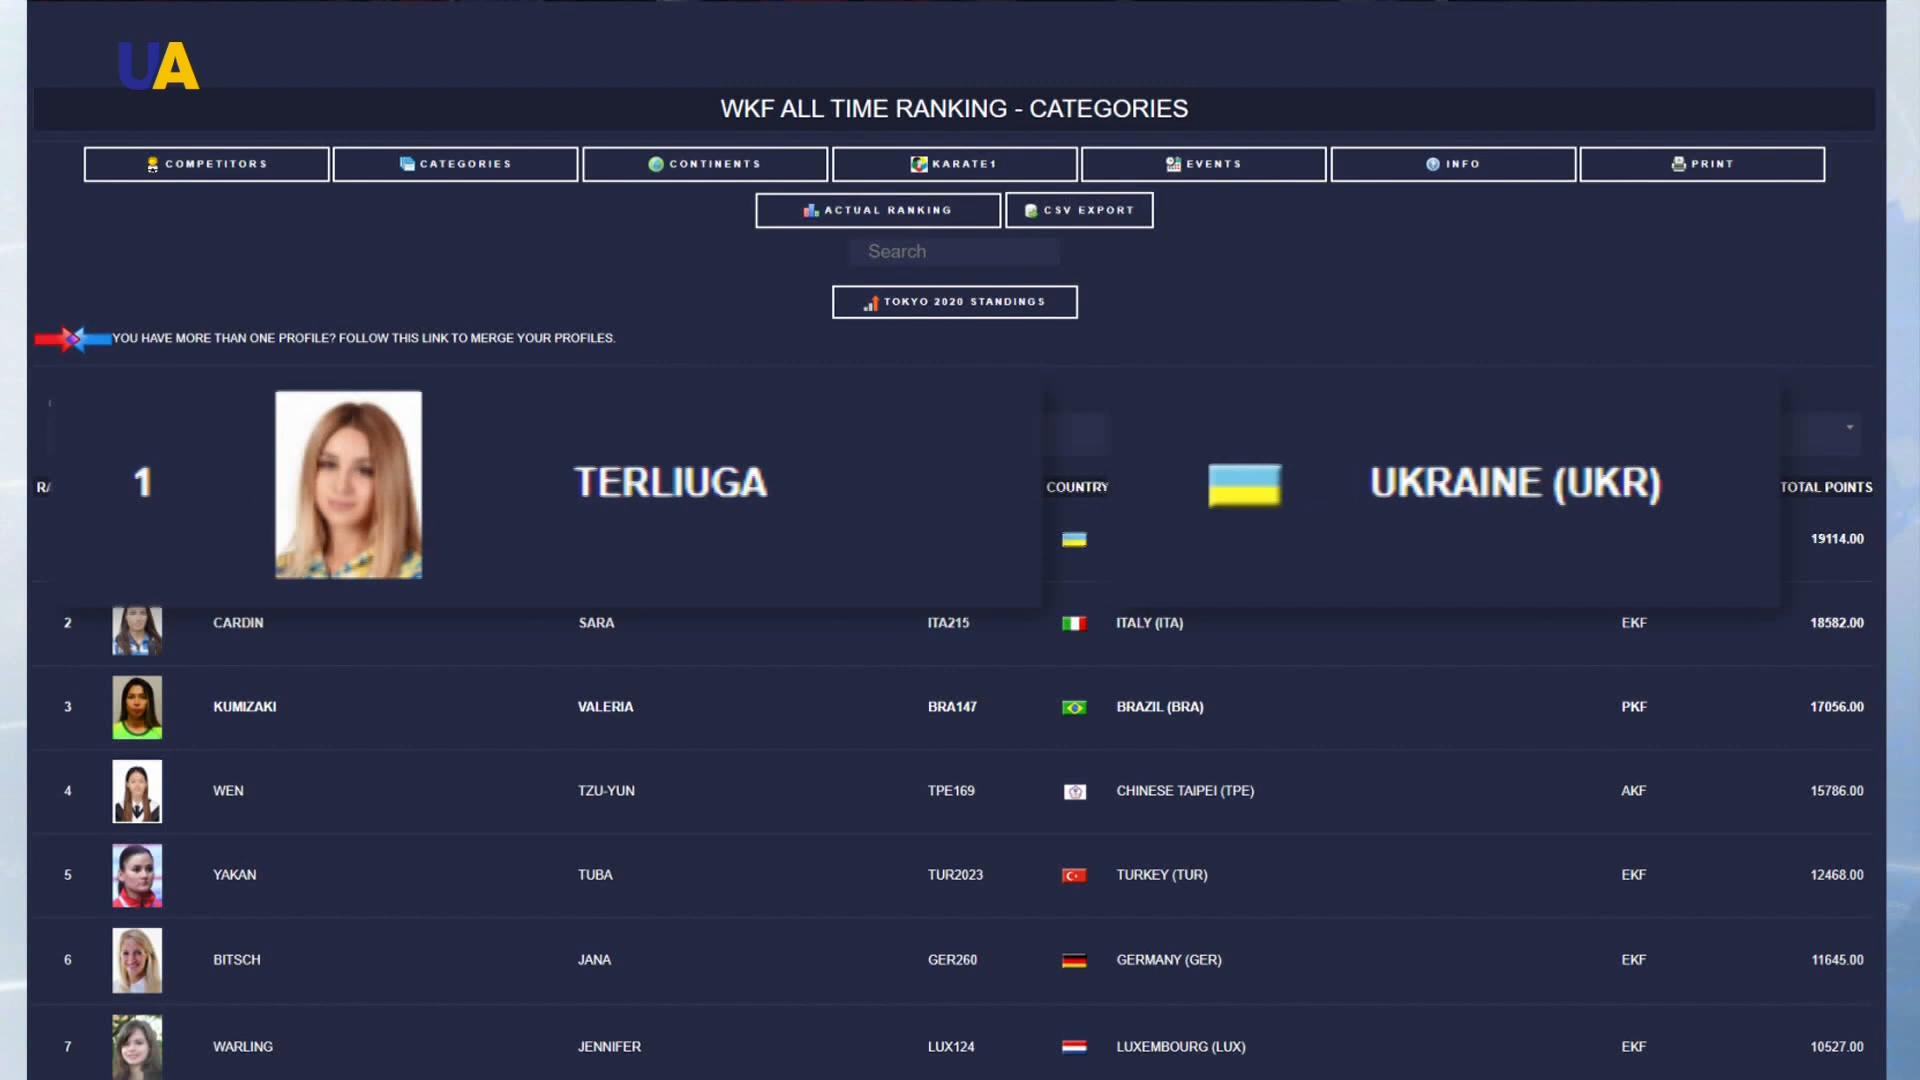 UA
WKF ALL TIME RANKING - CATEGORIES
COMPETITORS CATEGORIES CONTINENTS KARATE1 EVENTS INFO PRINT
ACTUAL RANKING CSV EXPORT
Search
TOKYO 2020 STANDINGS
YOU HAVE MORE THAN ONE PROFILE? FOLLOW THIS LINK TO MERGE YOUR PROFILES.
1 TERLIUGA UKRAINE (UKR)
COUNTRY TOTAL POINTS
19114.00
2 CARDIN SARA ITA215 ITALY (ITA) EKF 18582.00
3 KUMIZAKI VALERIA BRA147 BRAZIL (BRA) PKF 17056.00
4 WEN TZU-YUN TPE169 CHINESE TAIPEI (TPE) AKF 15786.00
5 YAKAN TUBA TUR2023 TURKEY (TUR) EKF 12468.00
6 BITSCH JANA GER260 GERMANY (GER) EKF 11645.00
7 WARLING JENNIFER LUX124 LUXEMBOURG (LUX) EKF 10527.00